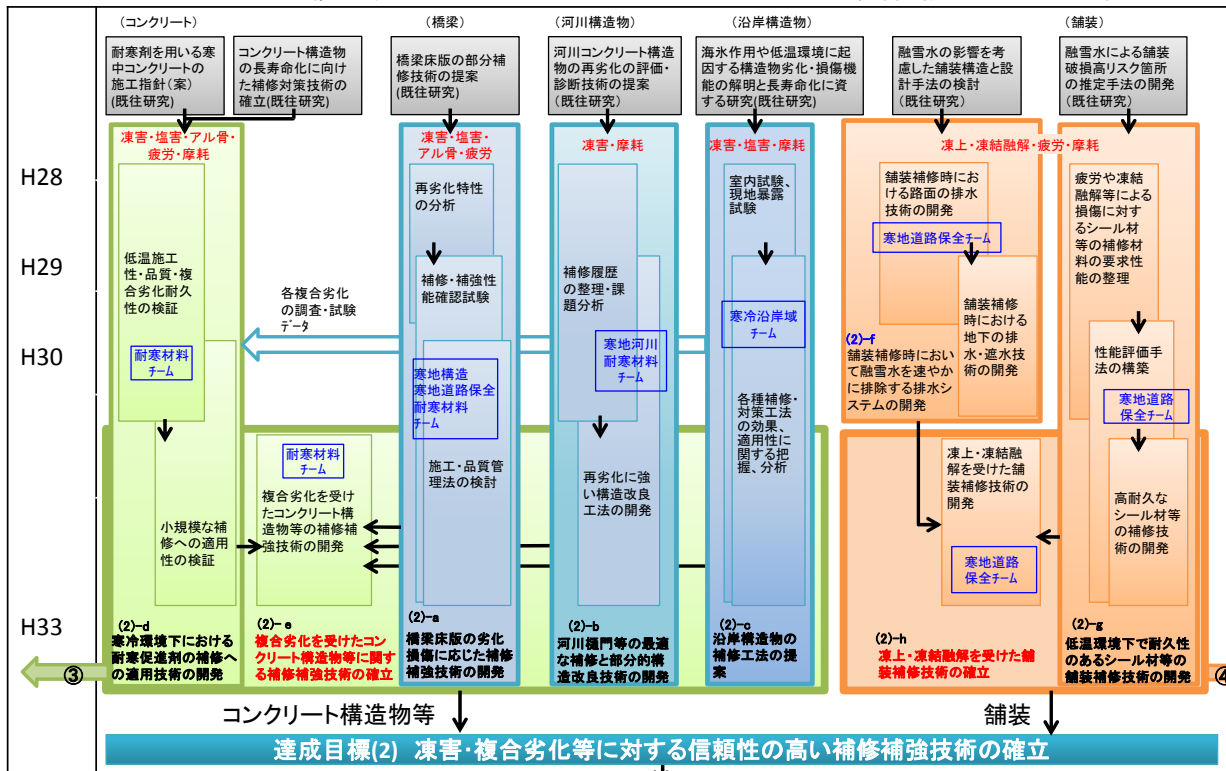 (コンクリート)
(橋梁)
(河川構造物)
(沿岸構造物)
(舗装)
耐寒剤を用いる寒
中コンクリートの
施工指針(案)
(既往研究)
コンクリート構造物
の長寿命化に向け
た補修対策技術の
確立(既往研究)
橋梁床版の部分補
修技術の提案
(既往研究)
河川コンクリート構造
物の再劣化の評価・
診断技術の提案
(既往研究)
海氷作用や低温環境に起
因する構造物劣化・損傷機
能の解明と長寿命化に資
する研究(既往研究)
融雪水の影響を考
慮した舗装構造と設
計手法の検討
(既往研究)
融雪水による舗装
破損高リスク箇所
の推定手法の開発
(既往研究)
凍害・塩害・アル骨・
疲労・摩耗
凍害・塩害・
アル骨・疲労
凍害・摩耗
凍害・塩害・摩耗
凍上・凍結融解・疲労・摩耗
H28
H29
H30
H33
低温施工
性・品質・複
合劣化耐久
性の検証
耐寒材料
チーム
小規模な補
修への適用
性の検証
(2)-d
寒冷環境下における
耐寒促進剤の補修へ
の適用技術の開発
各複合劣化
の調査・試験
データ
耐寒材料
チーム
複合劣化を受け
たコンクリート構
造物等の補修補
強技術の開発
(2)-e
複合劣化を受けたコン
クリート構造物等に関す
る補修補強技術の確立
再劣化特性
の分析
補修・補強性
能確認試験
寒地構造
寒地道路保全
耐寒材料
チーム
施工・品質管
理法の検討
(2)-a
橋梁床版の劣化
損傷に応じた補修
補強技術の開発
補修履歴
の整理・課
題分析
寒地河川
耐寒材料
チーム
再劣化に強
い構造改良
工法の開発
(2)-b
河川樋門等の最適
な補修と部分的構
造改良技術の開発
室内試験、
現地暴露
試験
寒冷沿岸域
チーム
各種補修・
対策工法の
効果、適用性に
関する把
握、分析
(2)-c
沿岸構造物の
補修工法の提
案
舗装補修時にお
ける路面の排水
技術の開発
寒地道路保全チーム
舗装補修
時における
地下の排
水・遮水技
術の開発
(2)-f
舗装補修時におい
て融雪水を速やか
に排除する排水シ
ステムの開発
凍上・凍結融
解を受けた舗
装補修技術の
開発
寒地道路
保全チーム
(2)-h
凍上・凍結融解を受けた舗
装補修技術の確立
疲労や凍結
融解等による
損傷に対す
るシール材
等の補修材
料の要求性
能の整理
性能評価手
法の構築
寒地道路
保全チーム
高耐久な
シール材等
の補修技
術の開発
(2)-g
低温環境下で耐久性
のあるシール材等の
舗装補修技術の開発
③
④
コンクリート構造物等
舗装
達成目標(2) 凍害・複合劣化等に対する信頼性の高い補修補強技術の確立